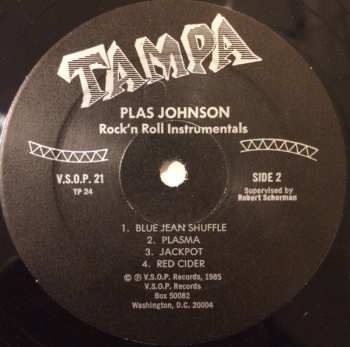 TAMPA
PLAS JOHNSON
Rock'n Roll Instrumentals
V.S.O.P. 21
TP 24
SIDE 2
Supervised by
Robert Scherman
1. BLUE JEAN SHUFFLE
2. PLASMA
3. JACKPOT
4. RED CIDER
© ℗ V.S.O.P. Records, 1985
V.S.O.P. Records
Box 50082
Washington, D.C. 20004